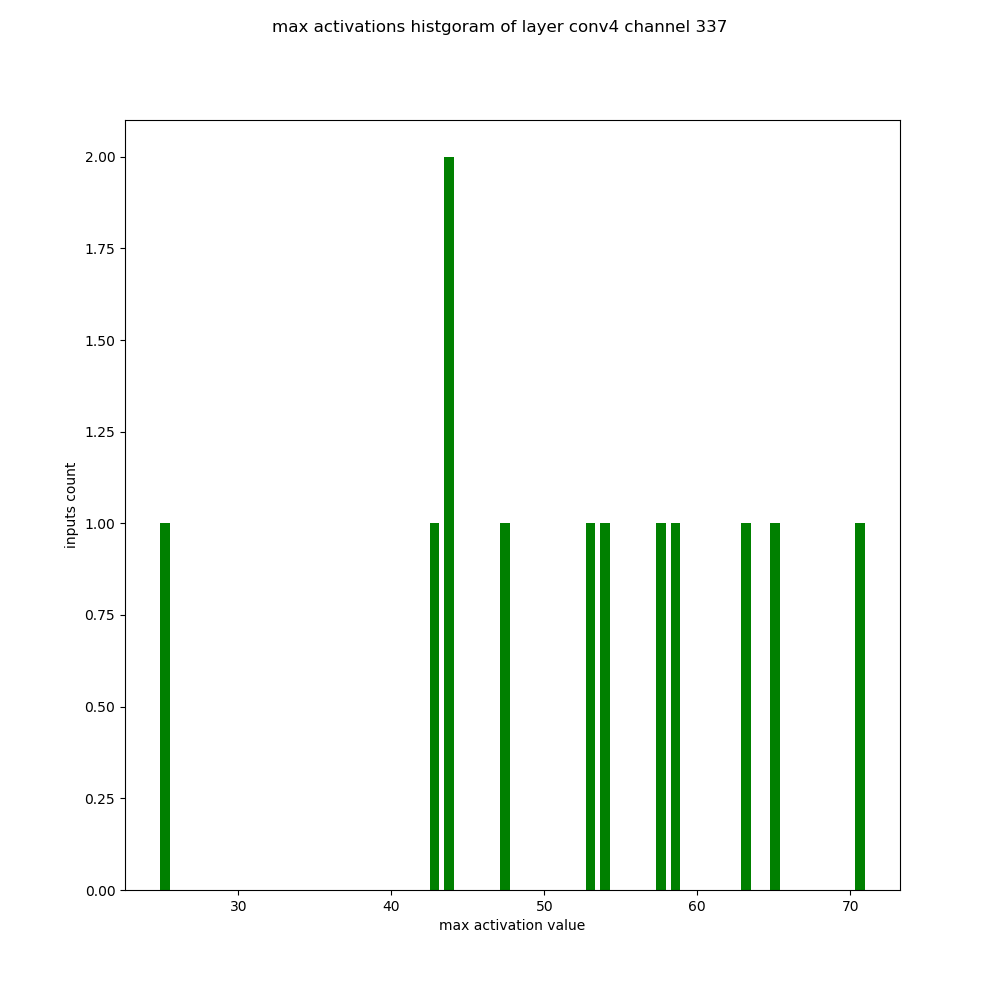 max activations histgoram of layer conv4 channel 337
2.00
1.75
1.50
1.25
1.00
0.75
0.50
0.25
0.00
inputs count
30 40 50 60 70
max activation value